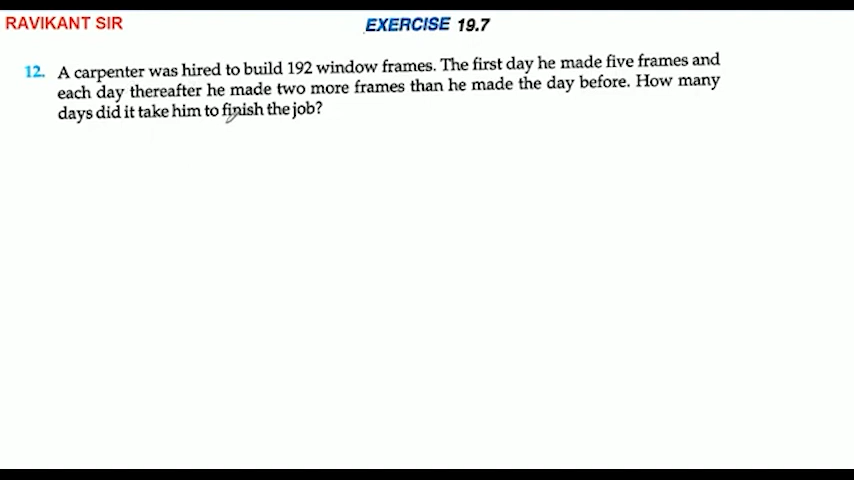 RAVIKANT SIR
EXERCISE 19.7
12. A carpenter was hired to build 192 window frames. The first day he made five frames and
each day thereafter he made two more frames than he made the day before. How many
days did it take him to finish the job?